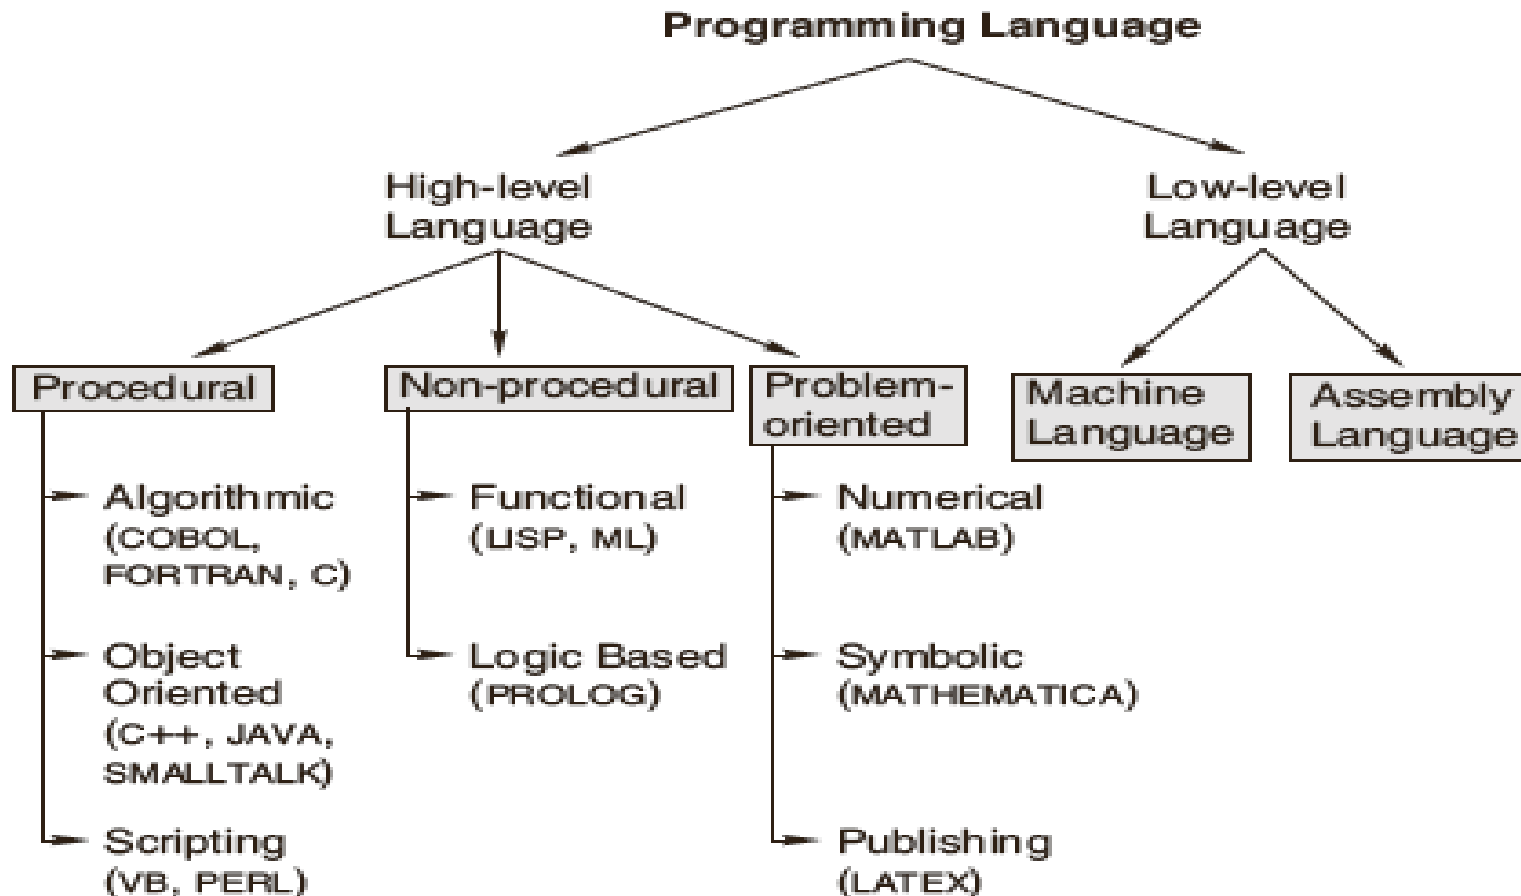 Programming Language
High-level
Language
Low-level
Language
Procedural
Non-procedural
Problem-
oriented
Machine
Language
Assembly
Language
Algorithmic
(COBOL,
FORTRAN, C)
Object
Oriented
(C++, JAVA,
SMALLTALK)
Scripting
(VB, PERL)
Functional
(LISP, ML)
Logic Based
(PROLOG)
Numerical
(MATLAB)
Symbolic
(MATHEMATICA)
Publishing
(LATEX)